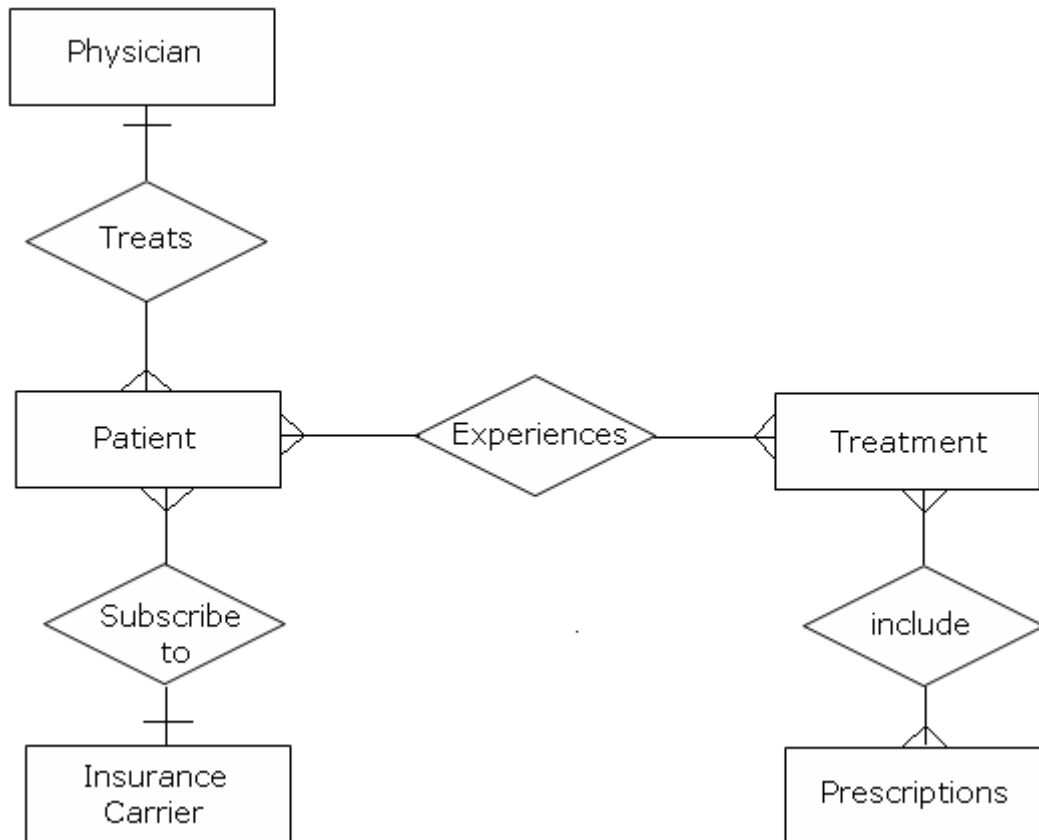 Physician
Treats
Patient
Experiences
Treatment
Subscribe
to
include
Insurance
Carrier
Prescriptions